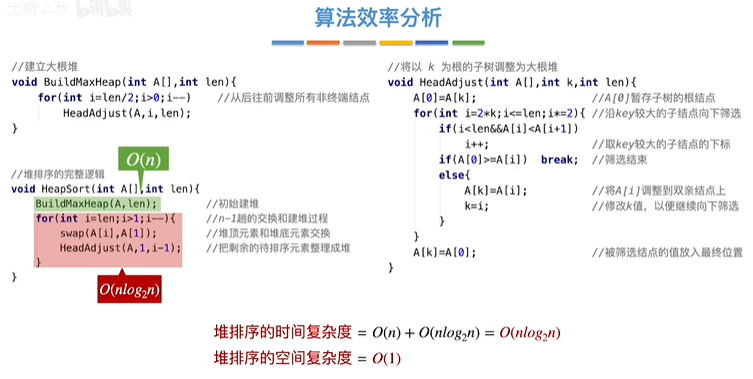 算法效率分析
//建立大根堆
void BuildMaxHeap(int A[],int len){
for(int i=len/2;i>0;i--) //从后往前调整所有非终端结点
HeadAdjust(A,i,len);
}
O(n)
//堆排序的完整逻辑
void HeapSort(int A[],int len){
BuildMaxHeap(A,len); //初始建堆
for(int i=len;i>1;i--){ //n-1趟的交换和建堆过程
swap(A[i],A[1]); //堆顶元素和堆底元素交换
HeadAdjust(A,1,i-1); //把剩余的待排序元素整理成堆
}
}
O(nlog₂n)
//将以 k 为根的子树调整为大根堆
void HeadAdjust(int A[],int k,int len){
A[0]=A[k]; //A[0]暂存子树的根结点
for(int i=2*k;i<=len;i*=2){ //沿key较大的子结点向下筛选
if(i<len&&A[i]<A[i+1])
i++; //取key较大的子结点的下标
if(A[0]>=A[i]) break; //筛选结束
else{
A[k]=A[i]; //将A[i]调整到双亲结点上
k=i; //修改k值，以便继续向下筛选
}
}
A[k]=A[0]; //被筛选结点的值放入最终位置
}
堆排序的时间复杂度 = O(n) + O(nlog₂n) = O(nlog₂n)
堆排序的空间复杂度 = O(1)